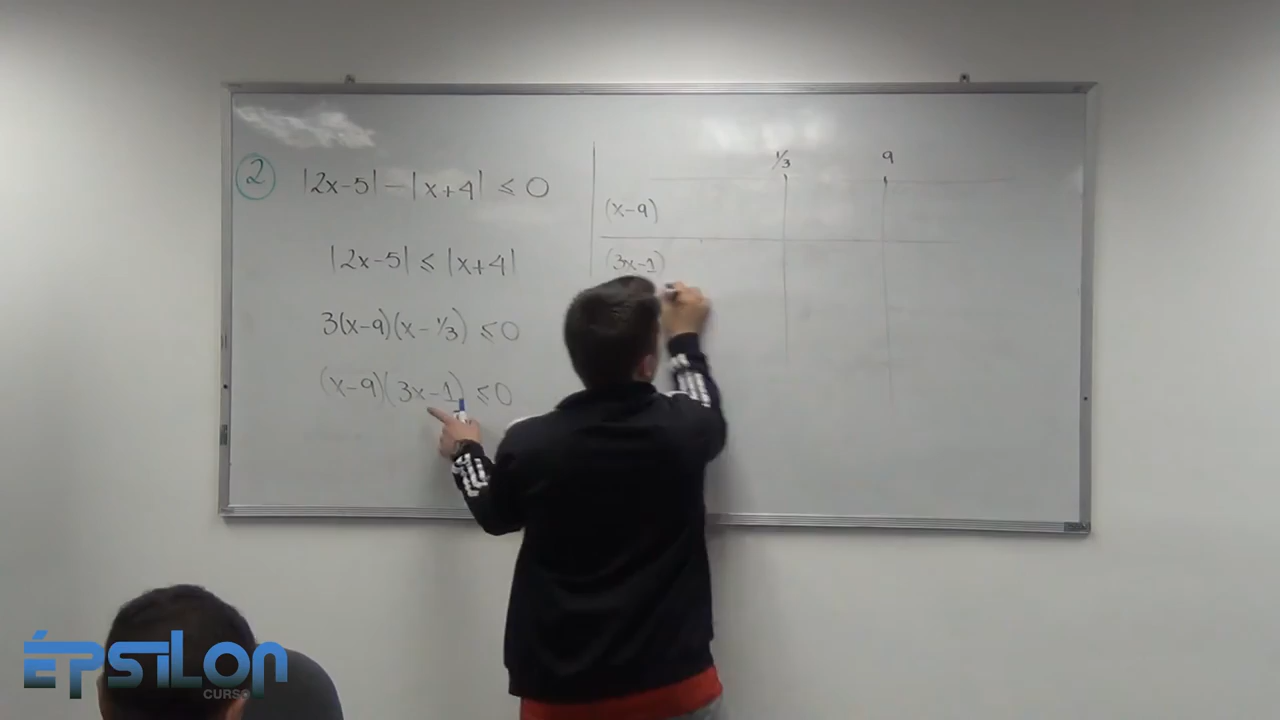 2
|2x-5| - |x+4| ≤ 0
|2x-5| ≤ |x+4|
3(x-9)(x-1/3) ≤0
(x-9)(3x-1) ≤0
1/3 9
(x-9)
(3x-1)
ÉPSILON
CURSO